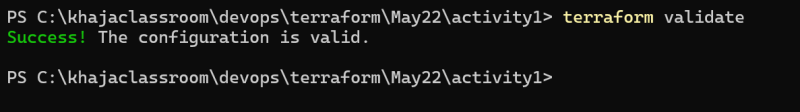 PS C:\khajaclassroom\devops\terraform\May22\activity1> terraform validate
Success! The configuration is valid.
PS C:\khajaclassroom\devops\terraform\May22\activity1>